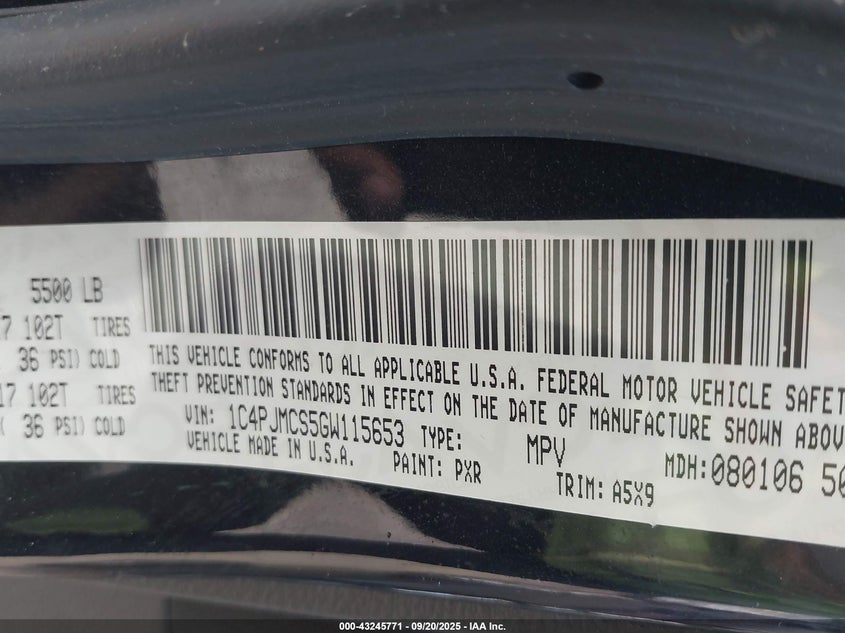 5500 LB
7 102T TIRES
36 PSI) COLD
17 102T TIRES
( 36 PSI) COLD
THIS VEHICLE CONFORMS TO ALL APPLICABLE U.S.A. FEDERAL MOTOR VEHICLE SAFET
THEFT PREVENTION STANDARDS IN EFFECT ON THE DATE OF MANUFACTURE SHOWN ABOV
VIN: 1C4PJMCS5GW115653 TYPE: MPV MDH:080106 50
VEHICLE MADE IN U.S.A. PAINT: PXR TRIM: A5X9
000-43245771 - 09/20/2025 - IAA Inc.